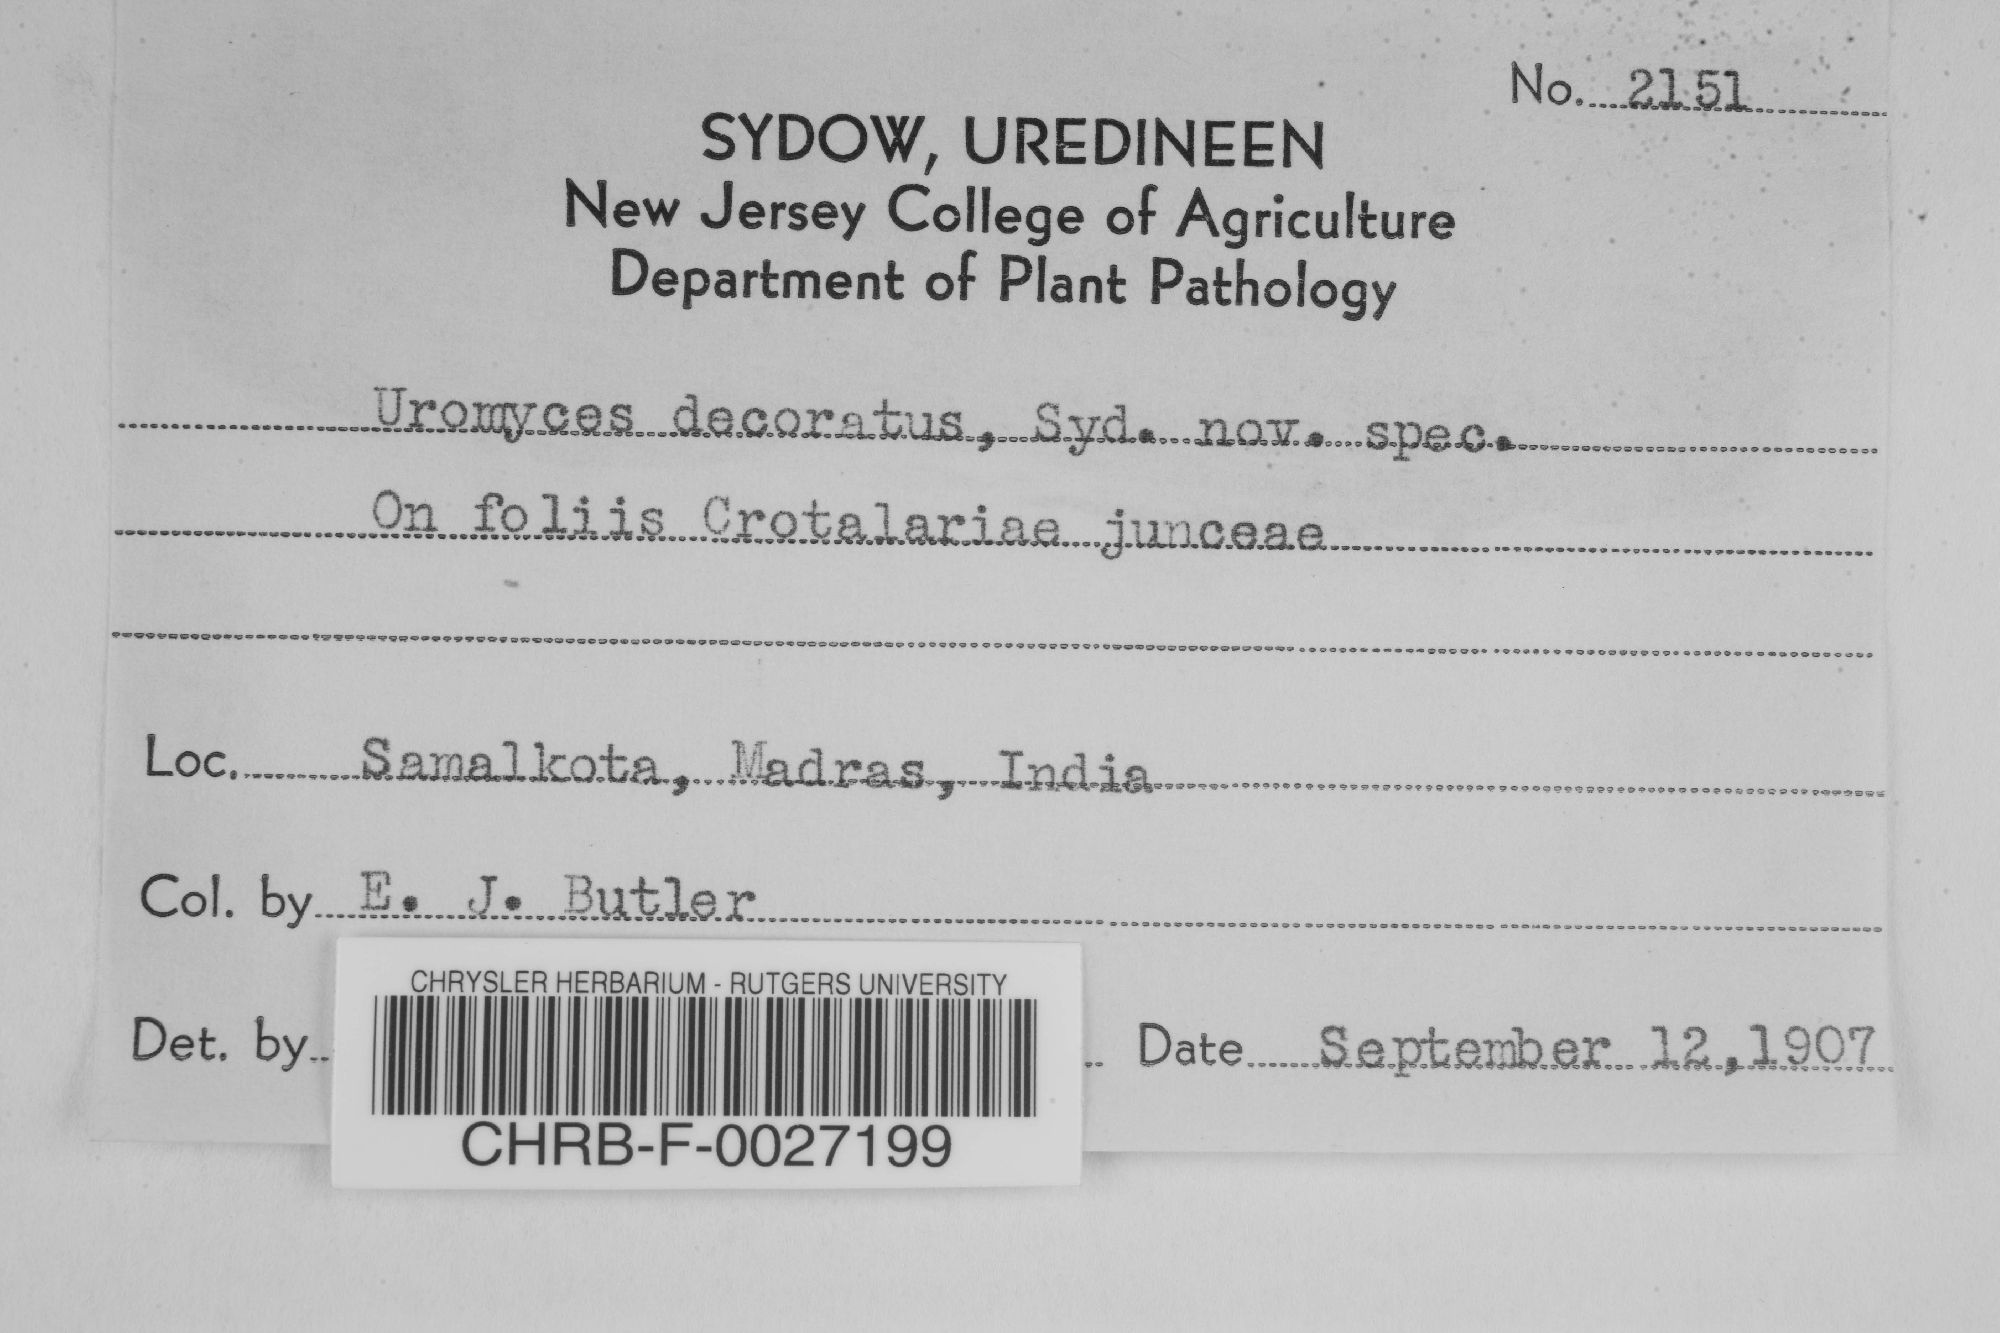 No. 2151
SYDOW, UREDINEEN
New Jersey College of Agriculture
Department of Plant Pathology
Uromyces decoratus, Syd. nov. spec.
On foliis Crotalariae junceae
Loc. Samalkota, Madras, India
Col. by E. J. Butler
CHRYSLER HERBARIUM - RUTGERS UNIVERSITY
Det. by Date September 12,1907
CHRB-F-0027199